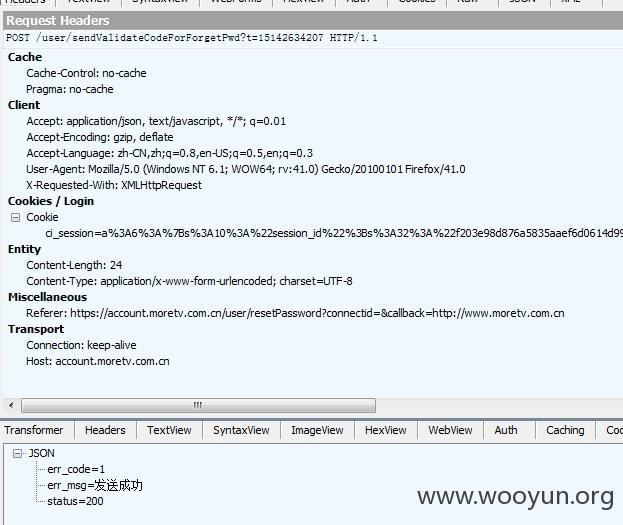 Headers TextView SyntaxView WebForms HexView Auth Cookies Raw JSON XML
Request Headers
POST /user/sendValidateCodeForForgetPwd?t=15142634207 HTTP/1.1
Cache
Cache-Control: no-cache
Pragma: no-cache
Client
Accept: application/json, text/javascript, */*; q=0.01
Accept-Encoding: gzip, deflate
Accept-Language: zh-CN,zh;q=0.8,en-US;q=0.5,en;q=0.3
User-Agent: Mozilla/5.0 (Windows NT 6.1; WOW64; rv:41.0) Gecko/20100101 Firefox/41.0
X-Requested-With: XMLHttpRequest
Cookies / Login
Cookie
ci_session=a%3A6%3A%7Bs%3A10%3A%22session_id%22%3Bs%3A32%3A%22f203e98d876a5835aaef6d0614d99
Entity
Content-Length: 24
Content-Type: application/x-www-form-urlencoded; charset=UTF-8
Miscellaneous
Referer: https://account.moretv.com.cn/user/resetPassword?connectid=&callback=http://www.moretv.com.cn
Transport
Connection: keep-alive
Host: account.moretv.com.cn
Transformer Headers TextView SyntaxView ImageView HexView WebView Auth Caching Coo
JSON
err_code=1
err_msg=发送成功
status=200
www.wooyun.org